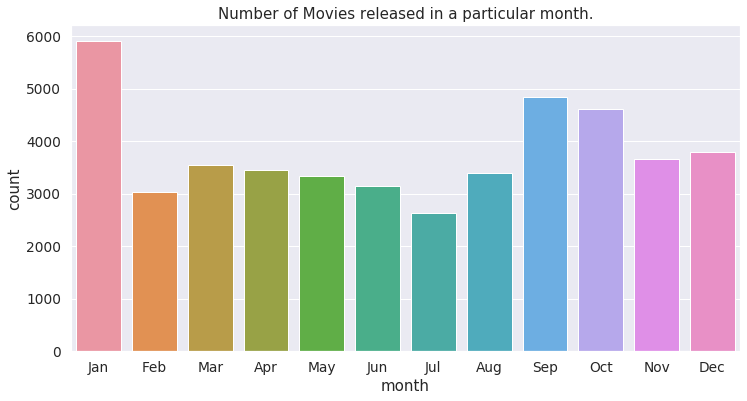 Number of Movies released in a particular month.
6000
5000
4000
3000
2000
1000
0
count
Jan Feb Mar Apr May Jun Jul Aug Sep Oct Nov Dec
month